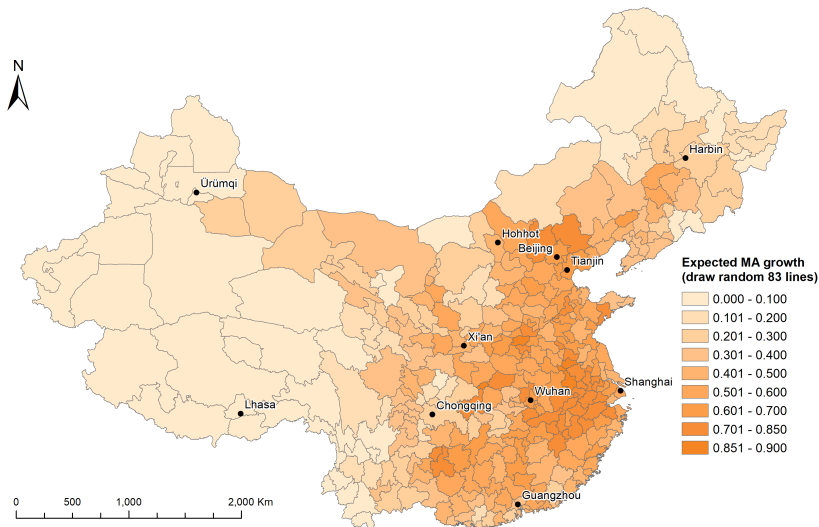 N
Harbin
Ürümqi
Hohhot
Beijing
Tianjin
Expected MA growth
(draw random 83 lines)
0.000 - 0.100
0.101 - 0.200
0.201 - 0.300
0.301 - 0.400
0.401 - 0.500
0.501 - 0.600
0.601 - 0.700
0.701 - 0.850
0.851 - 0.900
Xi'an
Shanghai
Wuhan
Lhasa
Chongqing
Guangzhou
0 500 1,000 2,000 Km